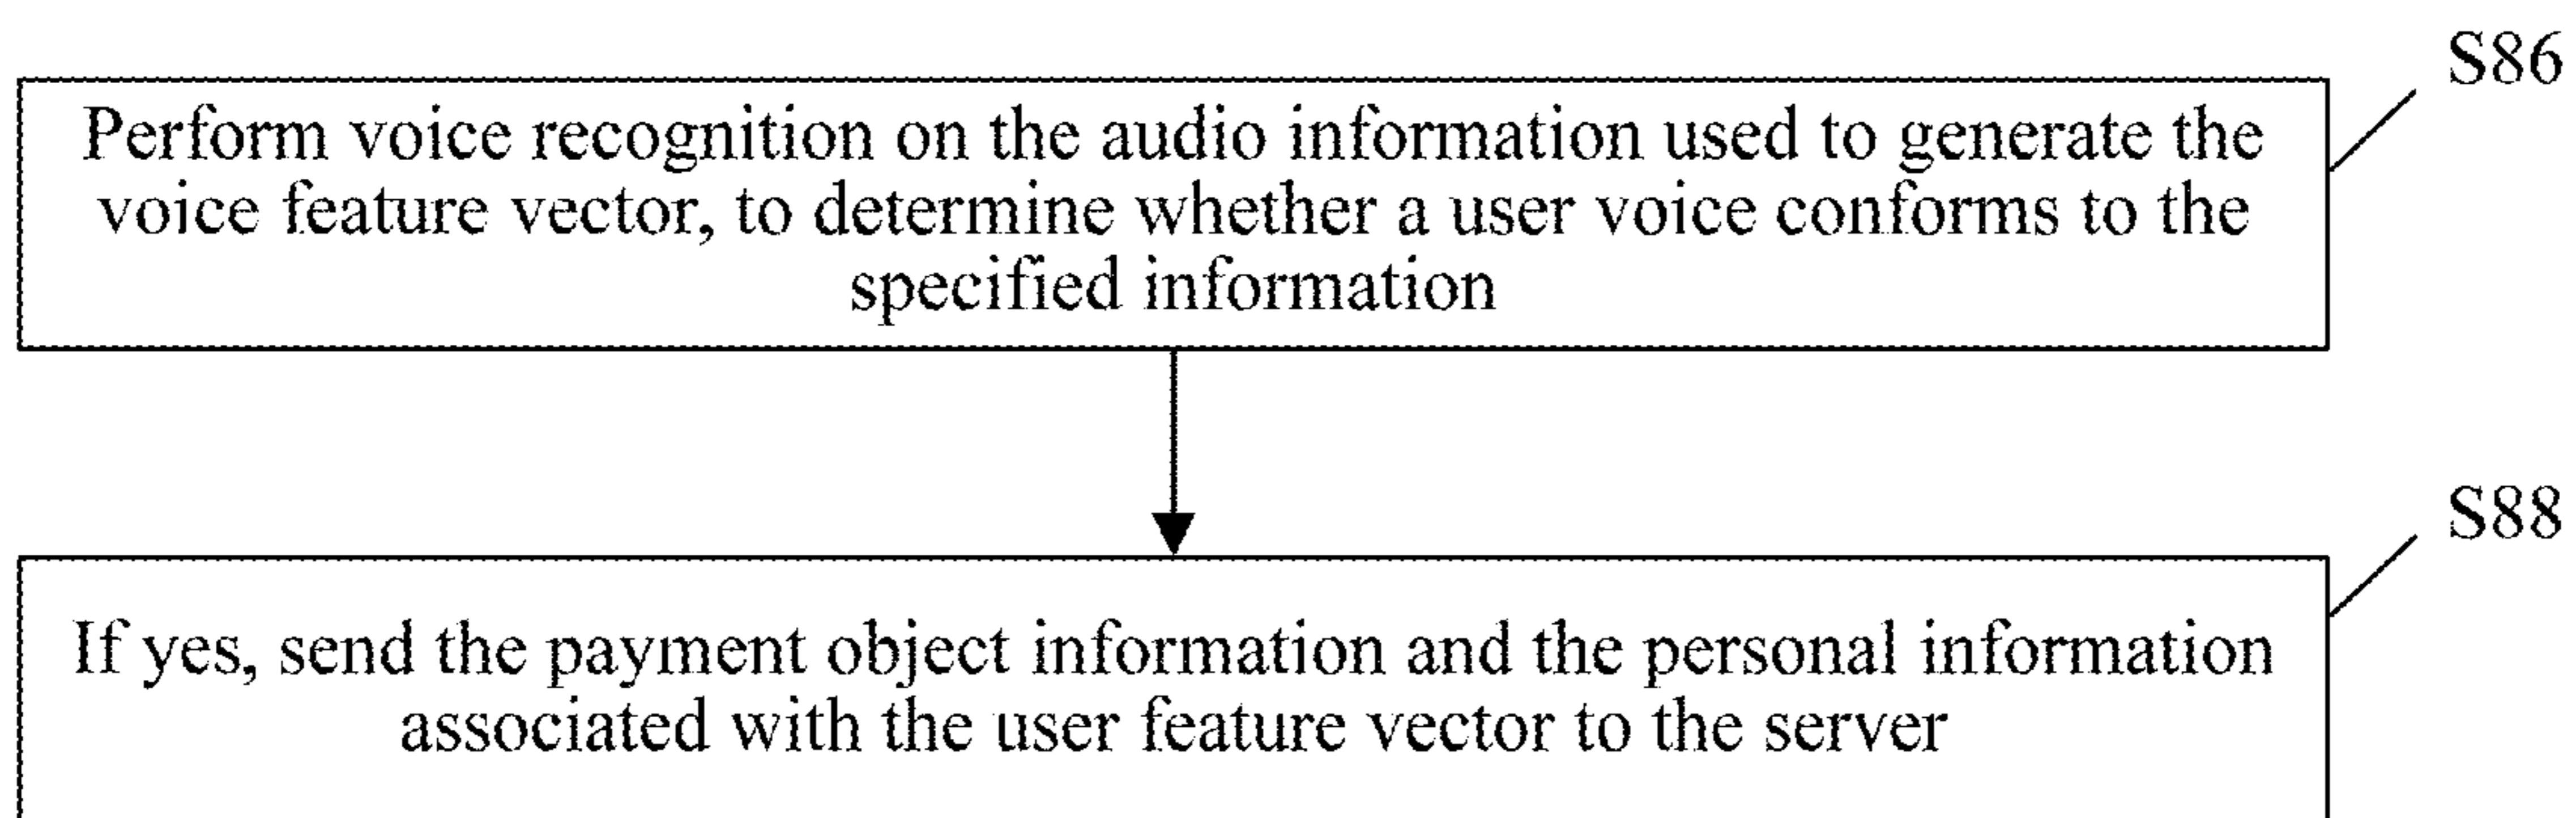 S86
Perform voice recognition on the audio information used to generate the
voice feature vector, to determine whether a user voice conforms to the
specified information
S88
If yes, send the payment object information and the personal information
associated with the user feature vector to the server